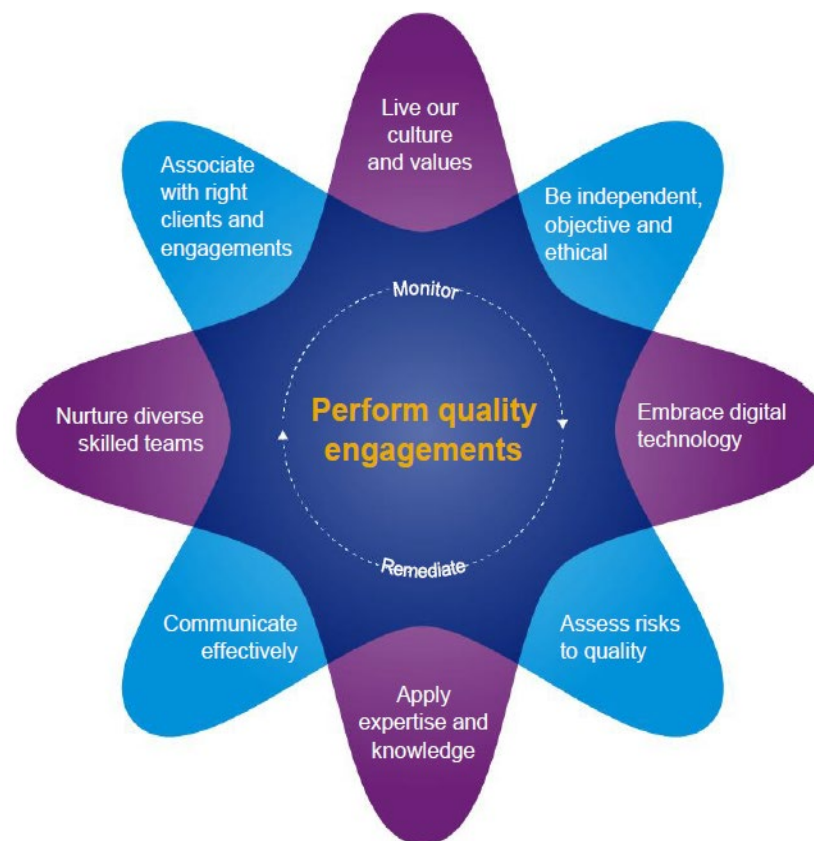 Live our
culture
and values
Be independent,
objective and
ethical
Embrace digital
technology
Assess risks
to quality
Apply
expertise and
knowledge
Communicate
effectively
Nurture diverse
skilled teams
Associate
with right
clients and
engagements
Monitor
Perform quality
engagements
Remediate